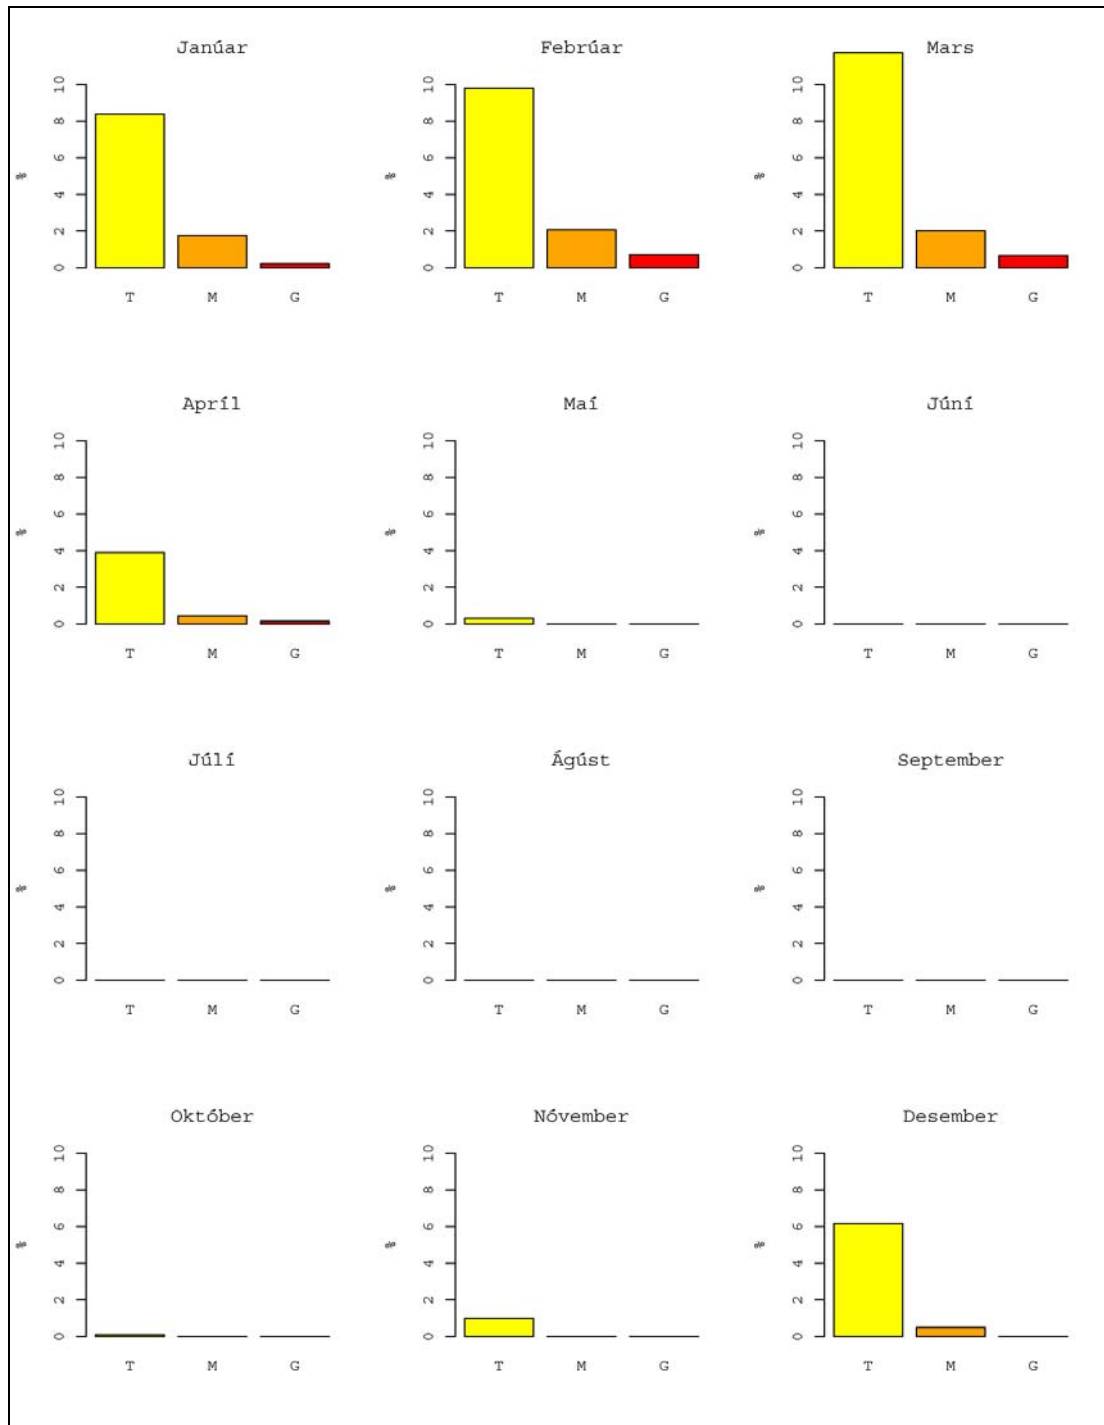 Janúar Febrúar Mars
10 10 10
8 8 8
6 6 6
% % %
4 4 4
2 2 2
0 0 0
T M G T M G T M G
Apríl Maí Júní
10 10 10
8 8 8
6 6 6
% % %
4 4 4
2 2 2
0 0 0
T M G T M G T M G
Júlí Ágúst September
10 10 10
8 8 8
6 6 6
% % %
4 4 4
2 2 2
0 0 0
T M G T M G T M G
Október Nóvember Desember
10 10 10
8 8 8
6 6 6
% % %
4 4 4
2 2 2
0 0 0
T M G T M G T M G